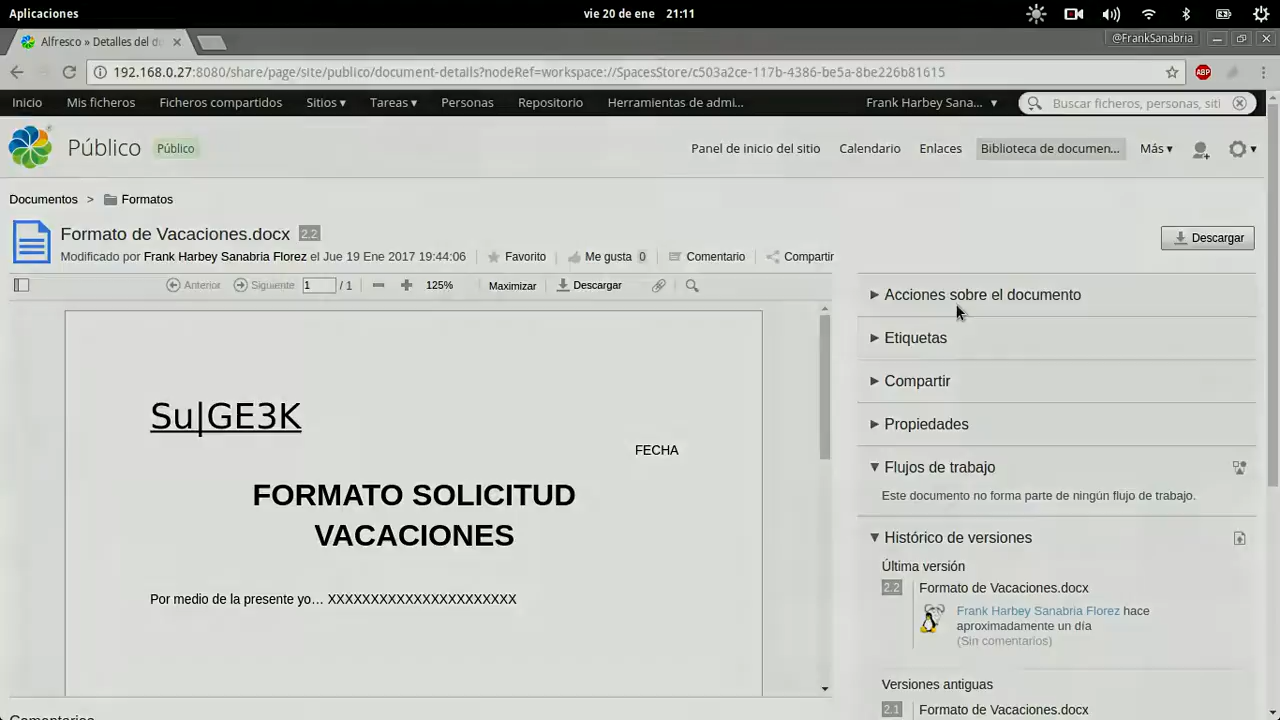 Aplicaciones vie 20 de ene 21:11
Alfresco » Detalles del do @FrankSanabria
192.168.0.27:8080/share/page/site/publico/document-details?nodeRef=workspace://SpacesStore/c503a2ce-117b-4386-be5a-8be226b81615 ABP
Inicio Mis ficheros Ficheros compartidos Sitios ▾ Tareas ▾ Personas Repositorio Herramientas de admi... Frank Harbey Sana... ▾ Buscar ficheros, personas, siti
Público Público Panel de inicio del sitio Calendario Enlaces Biblioteca de documen... Más ▾
Documentos > Formatos
Formato de Vacaciones.docx 2.2 Descargar
Modificado por Frank Harbey Sanabria Florez el Jue 19 Ene 2017 19:44:06 Favorito Me gusta 0 Comentario Compartir
Anterior Siguiente 1 / 1 125% Maximizar Descargar
Acciones sobre el documento
Etiquetas
Compartir
Propiedades
Flujos de trabajo
Este documento no forma parte de ningún flujo de trabajo.
Histórico de versiones
Última versión
2.2 Formato de Vacaciones.docx
Frank Harbey Sanabria Florez hace
aproximadamente un día
(Sin comentarios)
Versiones antiguas
2.1 Formato de Vacaciones.docx
Su|GE3K
FECHA
FORMATO SOLICITUD
VACACIONES
Por medio de la presente yo... XXXXXXXXXXXXXXXXXXXXXX